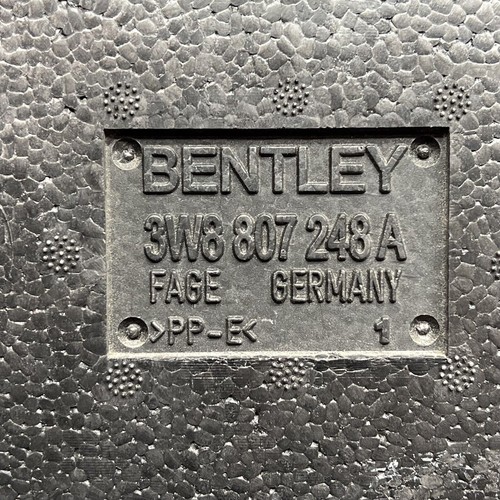 BENTLEY
3W8 807 248 A
FAGE GERMANY
>PP-E< 1